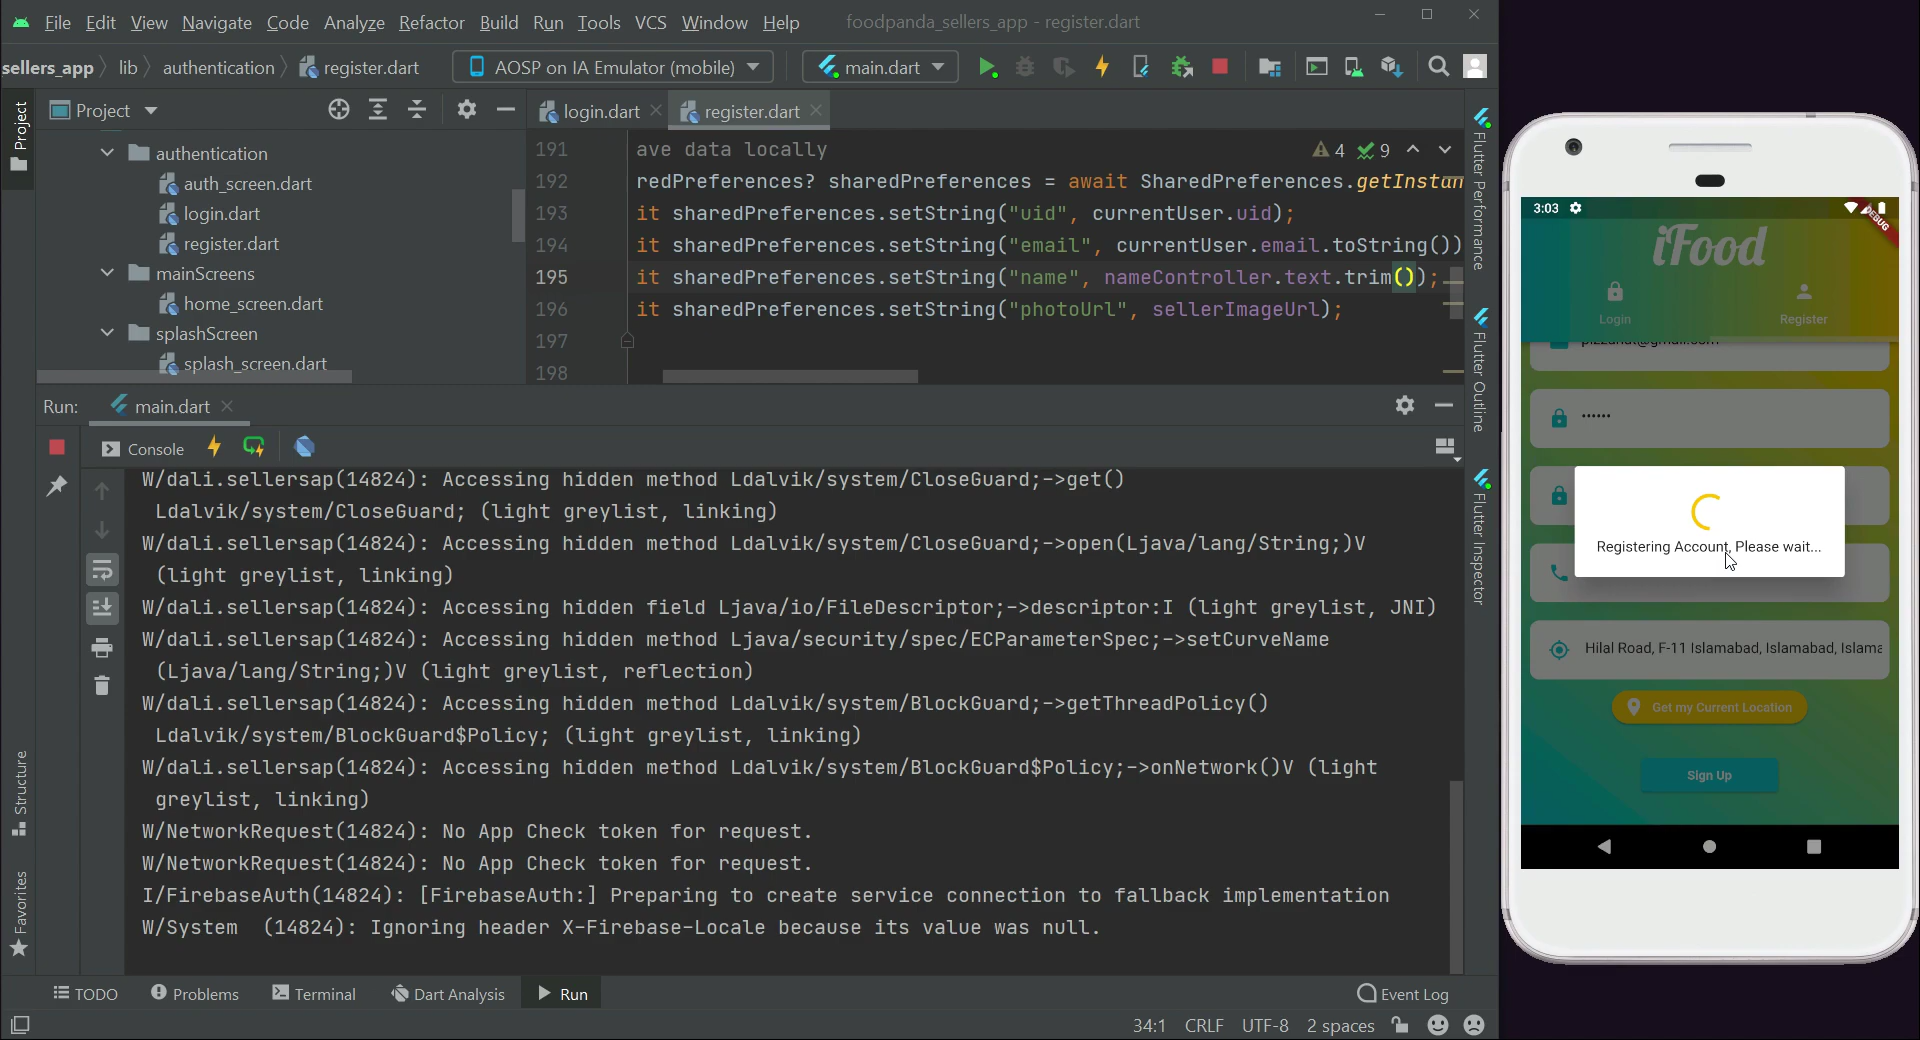 File Edit View Navigate Code Analyze Refactor Build Run Tools VCS Window Help foodpanda_sellers_app - register.dart
sellers_app lib authentication register.dart AOSP on IA Emulator (mobile) main.dart
Project
Project
login.dart
register.dart
authentication
auth_screen.dart
login.dart
register.dart
mainScreens
home_screen.dart
splashScreen
splash_screen.dart
191 ave data locally
4 9
192 redPreferences? sharedPreferences = await SharedPreferences.getInstan
193 it sharedPreferences.setString("uid", currentUser.uid);
194 it sharedPreferences.setString("email", currentUser.email.toString())
195 it sharedPreferences.setString("name", nameController.text.trim());
196 it sharedPreferences.setString("photoUrl", sellerImageUrl);
197
198
Flutter Performance
Flutter Outline
Flutter Inspector
Run: main.dart
Console
W/dali.sellersap(14824): Accessing hidden method Ldalvik/system/CloseGuard;->get()
Ldalvik/system/CloseGuard; (light greylist, linking)
W/dali.sellersap(14824): Accessing hidden method Ldalvik/system/CloseGuard;->open(Ljava/lang/String;)V
(light greylist, linking)
W/dali.sellersap(14824): Accessing hidden field Ljava/io/FileDescriptor;->descriptor:I (light greylist, JNI)
W/dali.sellersap(14824): Accessing hidden method Ljava/security/spec/ECParameterSpec;->setCurveName
(Ljava/lang/String;)V (light greylist, reflection)
W/dali.sellersap(14824): Accessing hidden method Ldalvik/system/BlockGuard;->getThreadPolicy()
Ldalvik/system/BlockGuard$Policy; (light greylist, linking)
W/dali.sellersap(14824): Accessing hidden method Ldalvik/system/BlockGuard$Policy;->onNetwork()V (light
greylist, linking)
W/NetworkRequest(14824): No App Check token for request.
W/NetworkRequest(14824): No App Check token for request.
I/FirebaseAuth(14824): [FirebaseAuth:] Preparing to create service connection to fallback implementation
W/System (14824): Ignoring header X-Firebase-Locale because its value was null.
Structure
Favorites
TODO Problems Terminal Dart Analysis Run Event Log
34:1 CRLF UTF-8 2 spaces
3:03
DEBUG
iFood
Login Register
••••••
Registering Account, Please wait...
Hilal Road, F-11 Islamabad, Islamabad, Islama
Get my Current Location
Sign Up